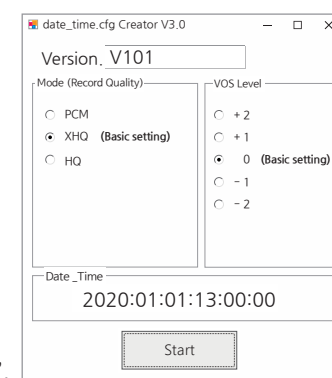 date_time.cfg Creator V3.0
Version. V101
Mode (Record Quality)
PCM
XHQ (Basic setting)
HQ
VOS Level
+ 2
+ 1
0 (Basic setting)
- 1
- 2
Date _Time
2020:01:01:13:00:00
Start